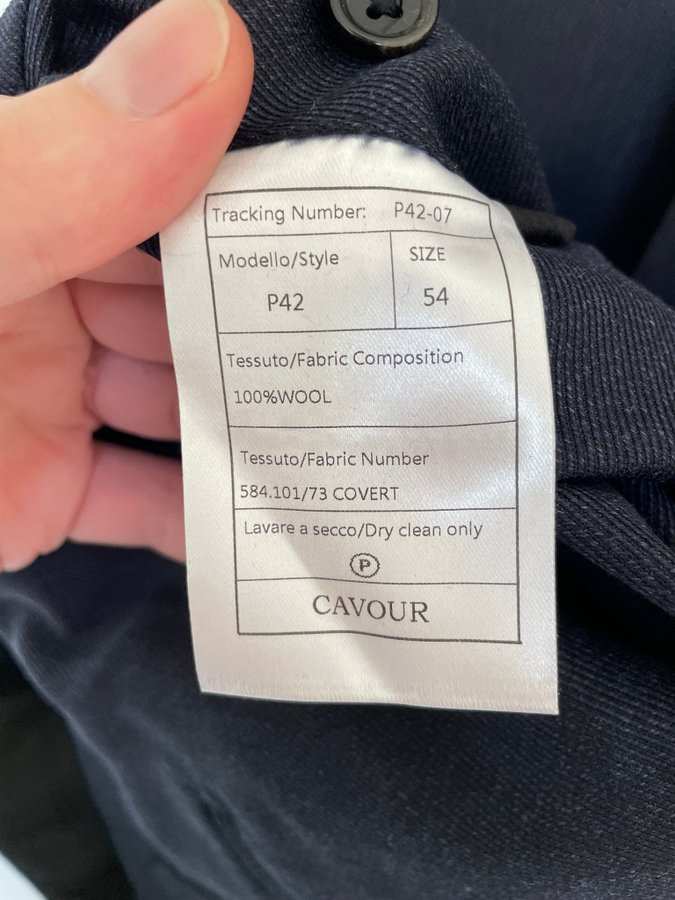 Tracking Number: P42-07
Modello/Style SIZE
P42 54
Tessuto/Fabric Composition
100%WOOL
Tessuto/Fabric Number
584.101/73 COVERT
Lavare a secco/Dry clean only
P
CAVOUR